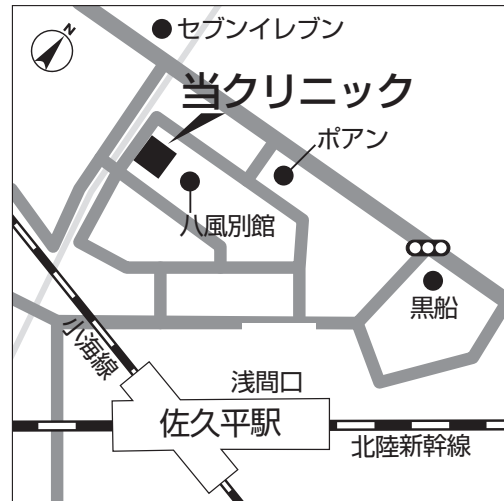 N
セブンイレブン
当クリニック
ポアン
八風別館
黒船
小海線
浅間口
佐久平駅
北陸新幹線